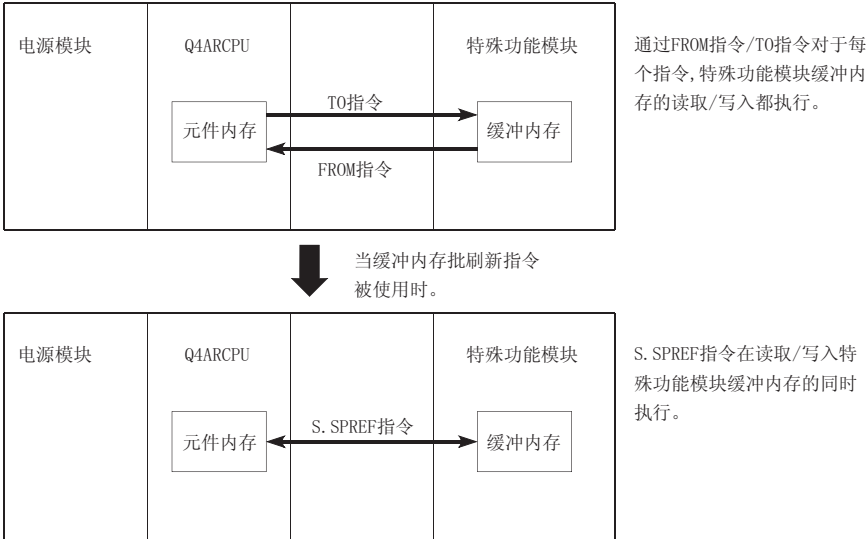 电源模块
Q4ARCPU
特殊功能模块
元件内存
TO指令
FROM指令
缓冲内存
通过FROM指令/TO指令对于每
个指令,特殊功能模块缓冲内
存的读取/写入都执行。
当缓冲内存批刷新指令
被使用时。
电源模块
Q4ARCPU
特殊功能模块
元件内存
S.SPREF指令
缓冲内存
S.SPREF指令在读取/写入特
殊功能模块缓冲内存的同时
执行。